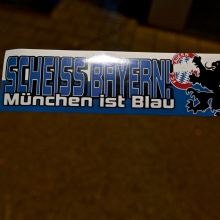 SCHEISS BAYERN!
München ist Blau